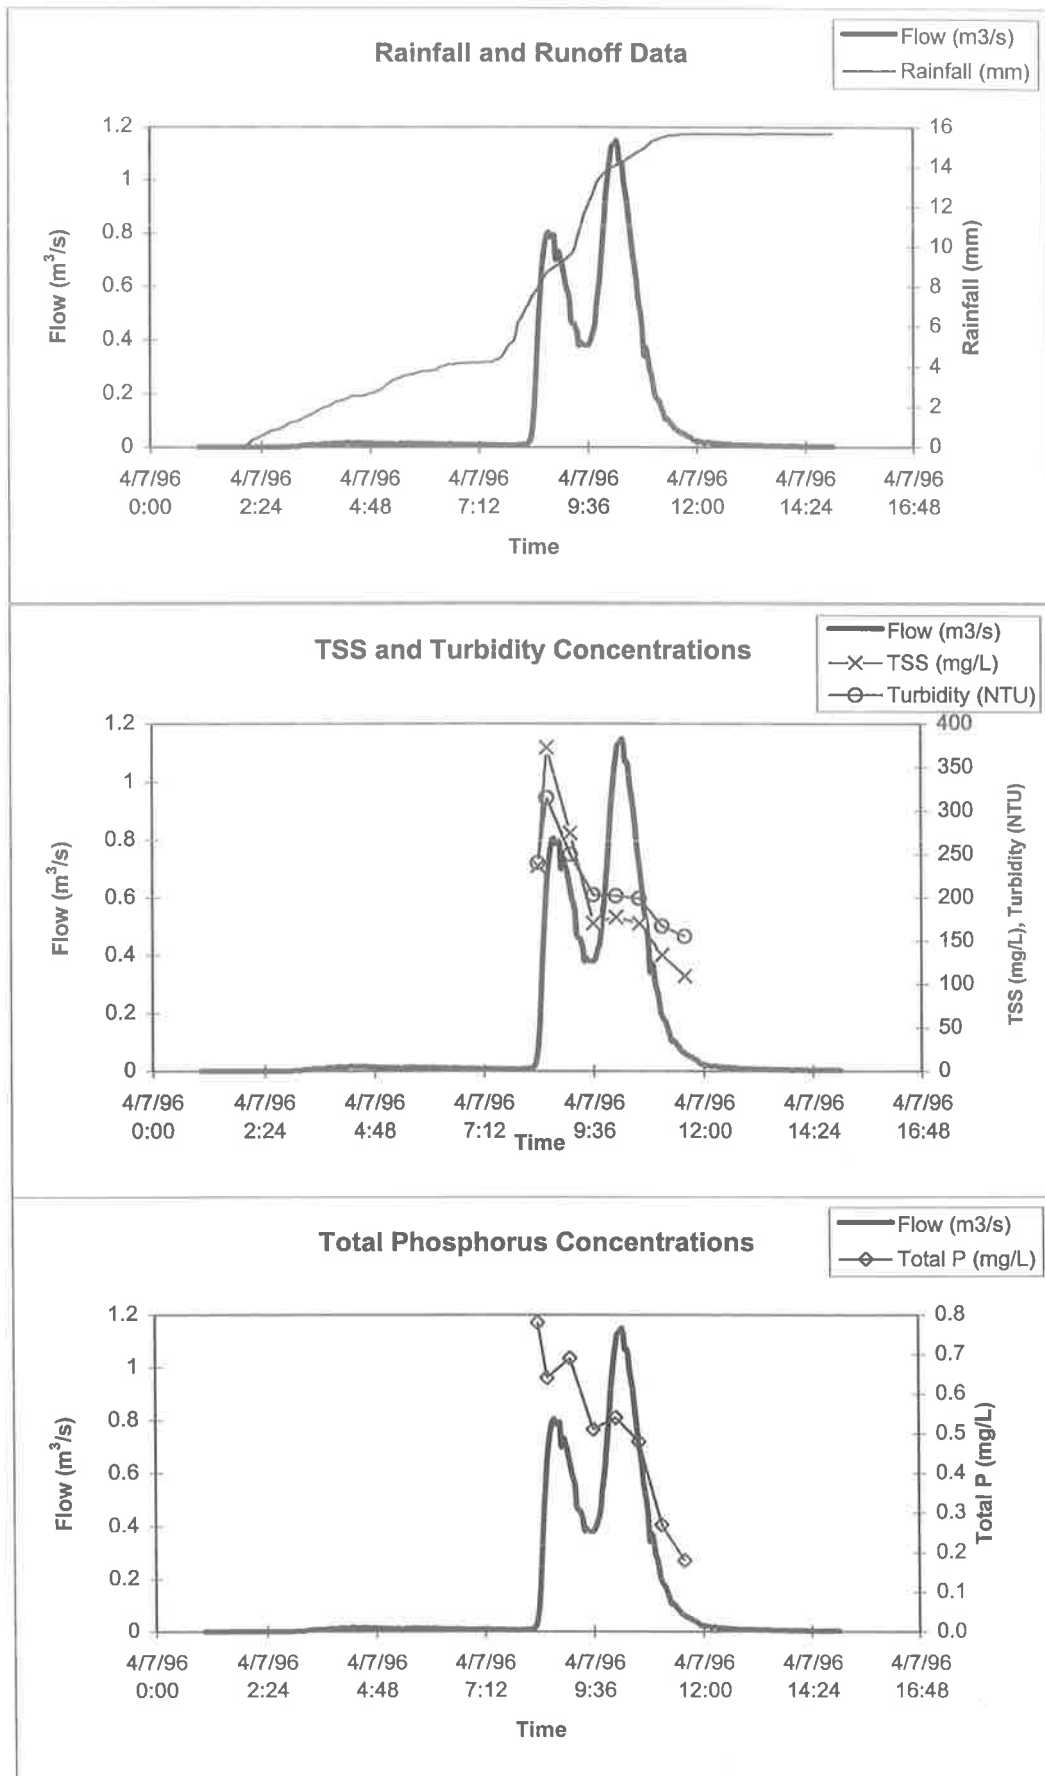 Rainfall and Runoff Data
Flow (m3/s)
Rainfall (mm)
1.2
1
0.8
0.6
0.4
0.2
0
Flow (m³/s)
16
14
12
10
8
6
4
2
0
Rainfall (mm)
4/7/96 4/7/96 4/7/96 4/7/96 4/7/96 4/7/96 4/7/96 4/7/96
0:00 2:24 4:48 7:12 9:36 12:00 14:24 16:48
Time
TSS and Turbidity Concentrations
Flow (m3/s)
TSS (mg/L)
Turbidity (NTU)
1.2
1
0.8
0.6
0.4
0.2
0
Flow (m³/s)
400
350
300
250
200
150
100
50
0
TSS (mg/L), Turbidity (NTU)
4/7/96 4/7/96 4/7/96 4/7/96 4/7/96 4/7/96 4/7/96 4/7/96
0:00 2:24 4:48 7:12 9:36 12:00 14:24 16:48
Time
Total Phosphorus Concentrations
Flow (m3/s)
Total P (mg/L)
1.2
1
0.8
0.6
0.4
0.2
0
Flow (m³/s)
0.8
0.7
0.6
0.5
0.4
0.3
0.2
0.1
0.0
Total P (mg/L)
4/7/96 4/7/96 4/7/96 4/7/96 4/7/96 4/7/96 4/7/96 4/7/96
0:00 2:24 4:48 7:12 9:36 12:00 14:24 16:48
Time